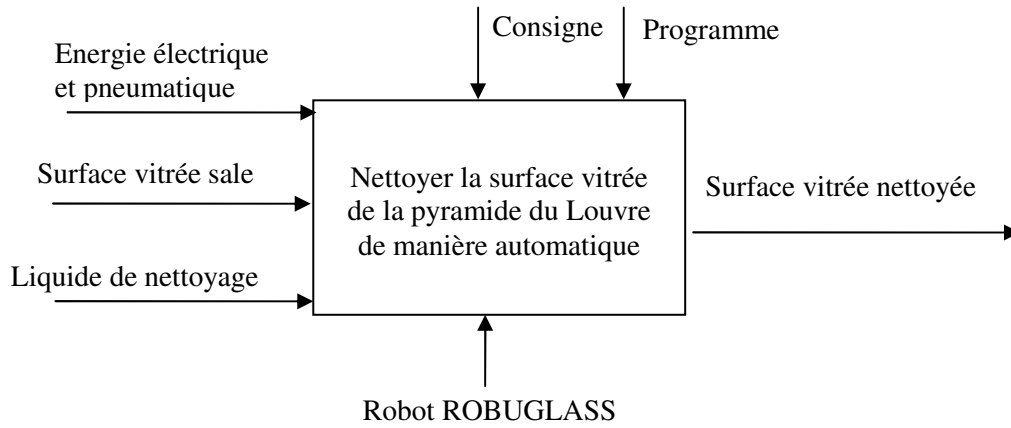 Consigne
Programme
Energie électrique
et pneumatique
Surface vitrée sale
Liquide de nettoyage
Nettoyer la surface vitrée
de la pyramide du Louvre
de manière automatique
Surface vitrée nettoyée
Robot ROBUGLASS